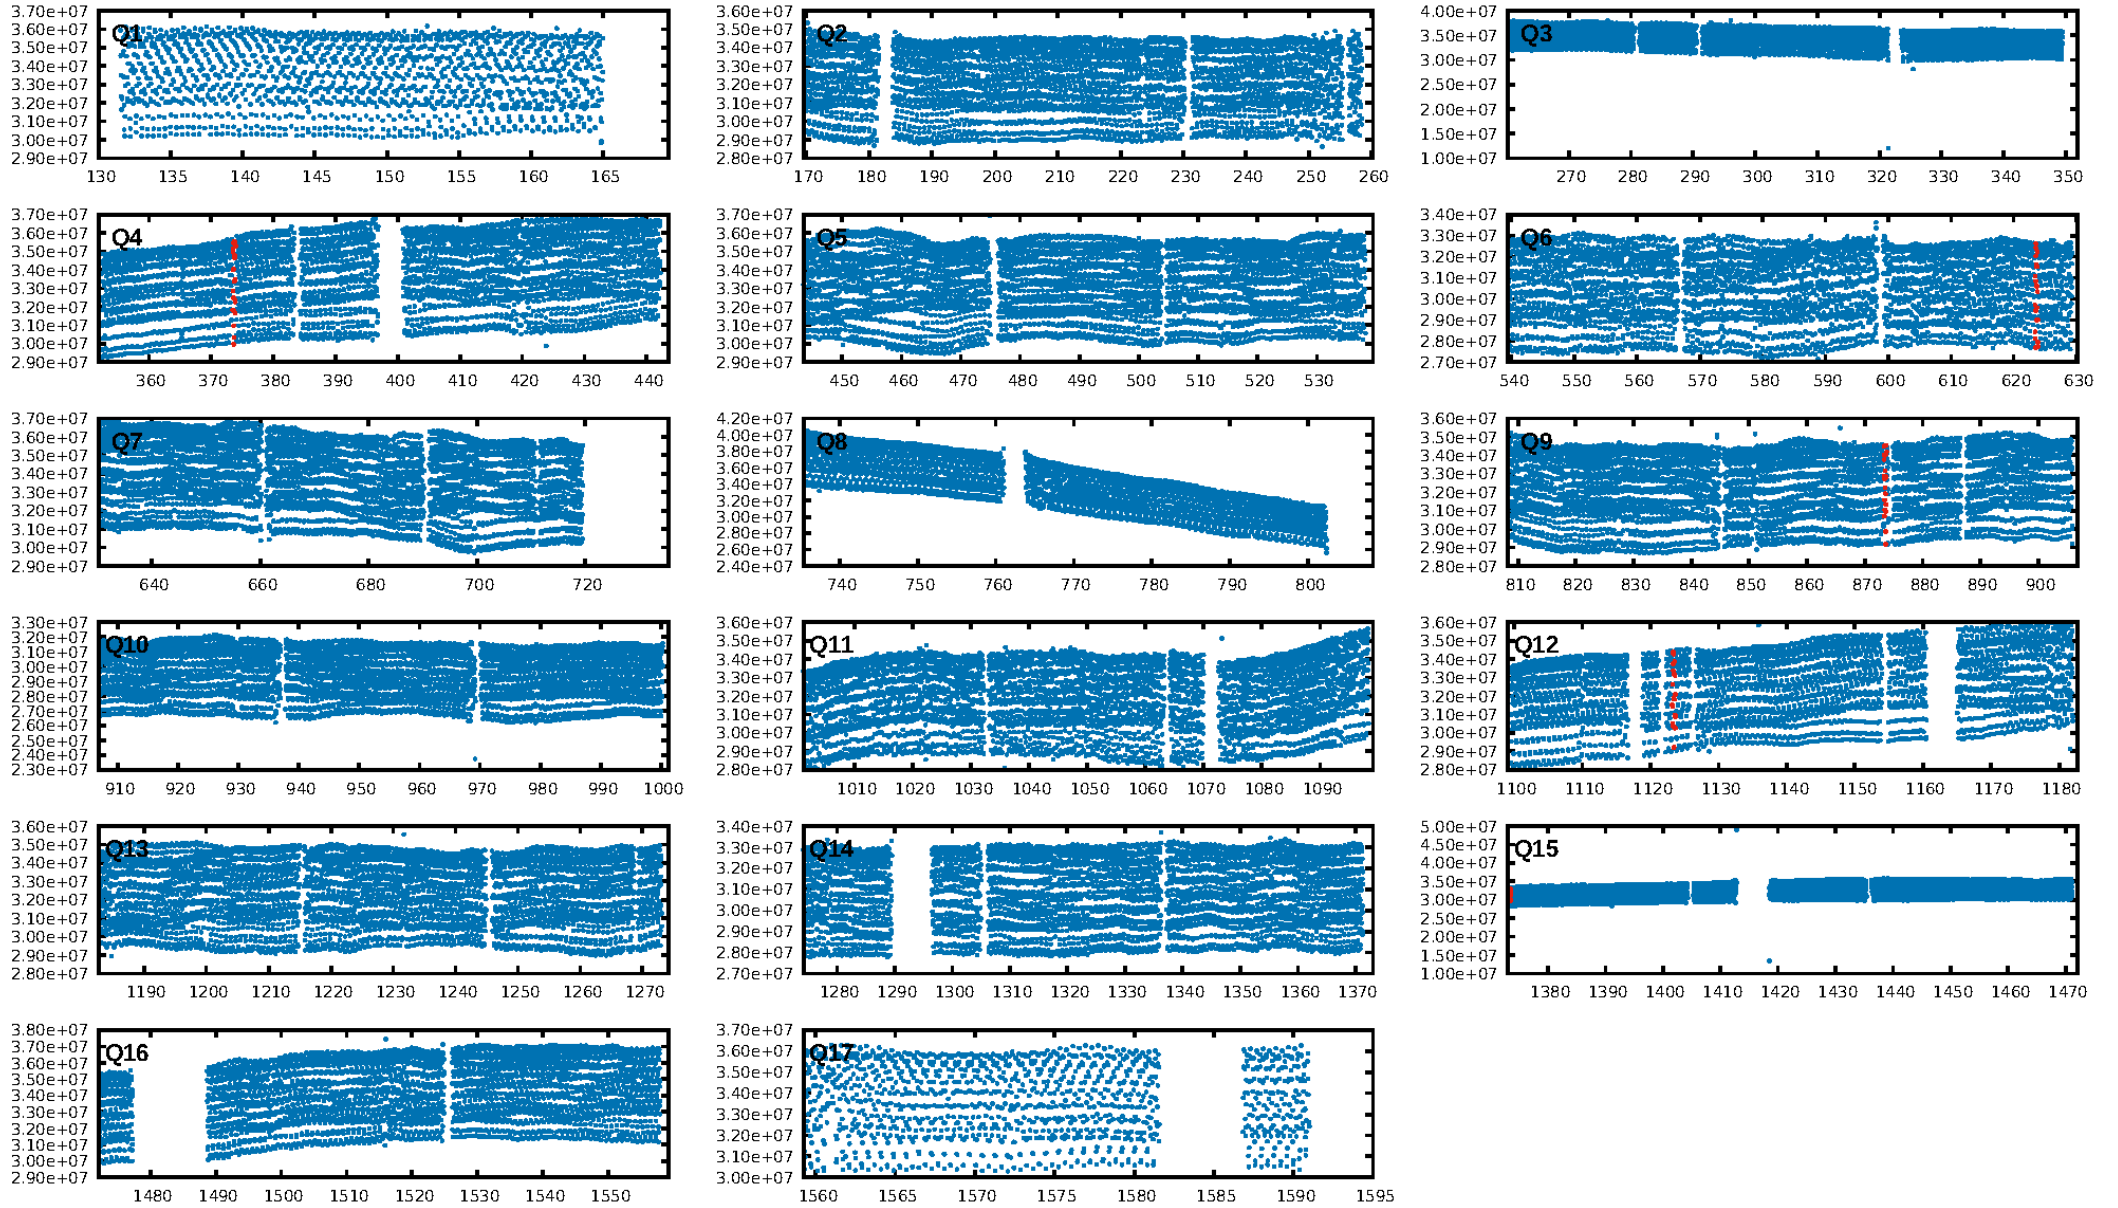 3.70e+07
3.60e+07
3.50e+07
3.40e+07
3.30e+07
3.20e+07
3.10e+07
3.00e+07
2.90e+07
Q1
130 135 140 145 150 155 160 165
3.60e+07
3.50e+07
3.40e+07
3.30e+07
3.20e+07
3.10e+07
3.00e+07
2.90e+07
2.80e+07
Q2
170 180 190 200 210 220 230 240 250 260
4.00e+07
3.50e+07
3.00e+07
2.50e+07
2.00e+07
1.50e+07
1.00e+07
Q3
270 280 290 300 310 320 330 340 350
3.70e+07
3.60e+07
3.50e+07
3.40e+07
3.30e+07
3.20e+07
3.10e+07
3.00e+07
2.90e+07
Q4
360 370 380 390 400 410 420 430 440
3.70e+07
3.60e+07
3.50e+07
3.40e+07
3.30e+07
3.20e+07
3.10e+07
3.00e+07
2.90e+07
Q5
450 460 470 480 490 500 510 520 530
3.40e+07
3.30e+07
3.20e+07
3.10e+07
3.00e+07
2.90e+07
2.80e+07
2.70e+07
Q6
540 550 560 570 580 590 600 610 620 630
3.70e+07
3.60e+07
3.50e+07
3.40e+07
3.30e+07
3.20e+07
3.10e+07
3.00e+07
2.90e+07
Q7
640 660 680 700 720
4.20e+07
4.00e+07
3.80e+07
3.60e+07
3.40e+07
3.20e+07
3.00e+07
2.80e+07
2.60e+07
2.40e+07
Q8
740 750 760 770 780 790 800
3.60e+07
3.50e+07
3.40e+07
3.30e+07
3.20e+07
3.10e+07
3.00e+07
2.90e+07
2.80e+07
Q9
810 820 830 840 850 860 870 880 890 900
3.30e+07
3.20e+07
3.10e+07
3.00e+07
2.90e+07
2.80e+07
2.70e+07
2.60e+07
2.50e+07
2.40e+07
2.30e+07
Q10
910 920 930 940 950 960 970 980 990 1000
3.60e+07
3.50e+07
3.40e+07
3.30e+07
3.20e+07
3.10e+07
3.00e+07
2.90e+07
2.80e+07
Q11
1010 1020 1030 1040 1050 1060 1070 1080 1090
3.60e+07
3.50e+07
3.40e+07
3.30e+07
3.20e+07
3.10e+07
3.00e+07
2.90e+07
2.80e+07
Q12
1100 1110 1120 1130 1140 1150 1160 1170 1180
3.60e+07
3.50e+07
3.40e+07
3.30e+07
3.20e+07
3.10e+07
3.00e+07
2.90e+07
2.80e+07
Q13
1190 1200 1210 1220 1230 1240 1250 1260 1270
3.40e+07
3.30e+07
3.20e+07
3.10e+07
3.00e+07
2.90e+07
2.80e+07
2.70e+07
Q14
1280 1290 1300 1310 1320 1330 1340 1350 1360 1370
5.00e+07
4.50e+07
4.00e+07
3.50e+07
3.00e+07
2.50e+07
2.00e+07
1.50e+07
1.00e+07
Q15
1380 1390 1400 1410 1420 1430 1440 1450 1460 1470
3.80e+07
3.70e+07
3.60e+07
3.50e+07
3.40e+07
3.30e+07
3.20e+07
3.10e+07
3.00e+07
2.90e+07
Q16
1480 1490 1500 1510 1520 1530 1540 1550
3.70e+07
3.60e+07
3.50e+07
3.40e+07
3.30e+07
3.20e+07
3.10e+07
3.00e+07
Q17
1560 1565 1570 1575 1580 1585 1590 1595